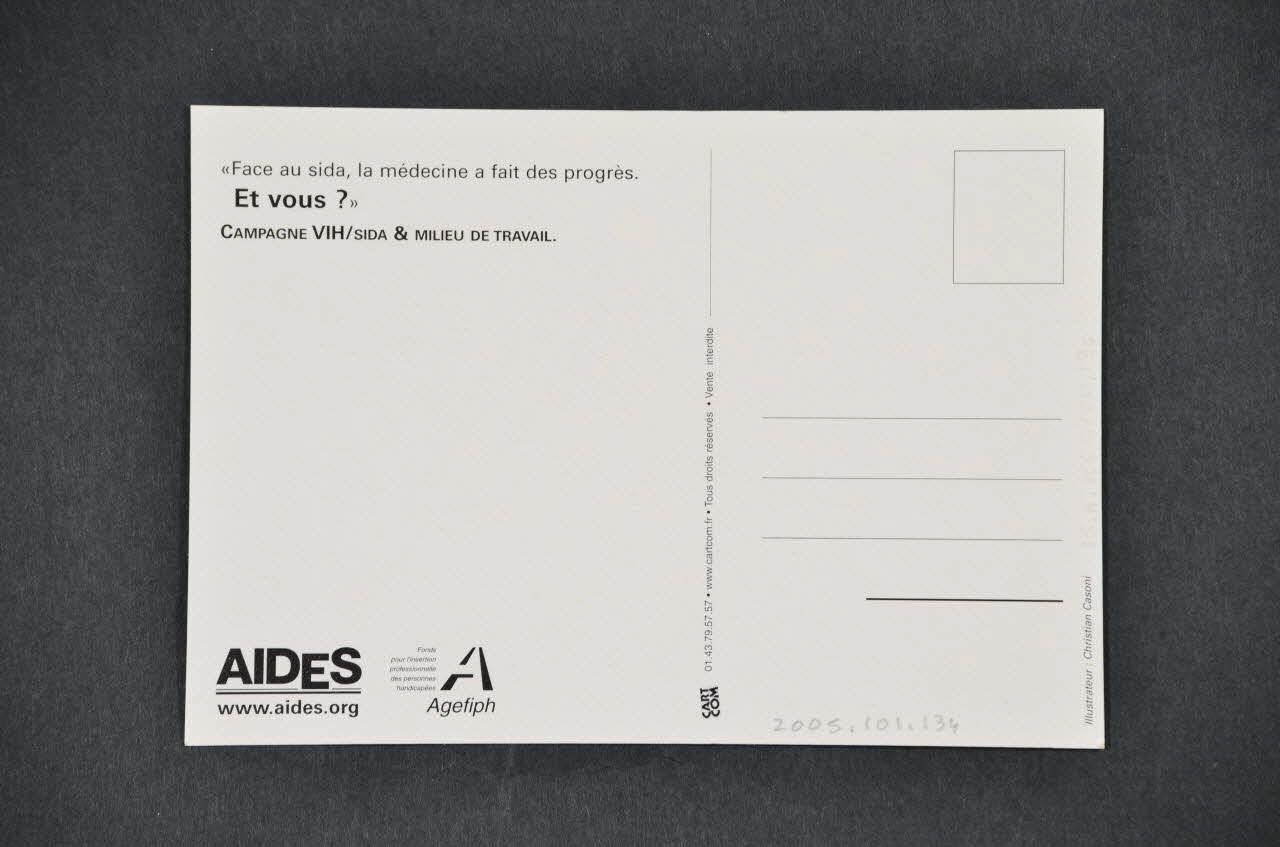 «Face au sida, la médecine a fait des progrès.
Et vous ?»
CAMPAGNE VIH/SIDA & MILIEU DE TRAVAIL.
AIDES
www.aides.org
Fonds
pour l'insertion
professionnelle
des personnes
handicapées
Agefiph
01.43.79.57.57 • www.cartcom.fr • Tous droits réservés • Vente interdite
CART
COM
2005.101.134
Illustrateur : Christian Casoni